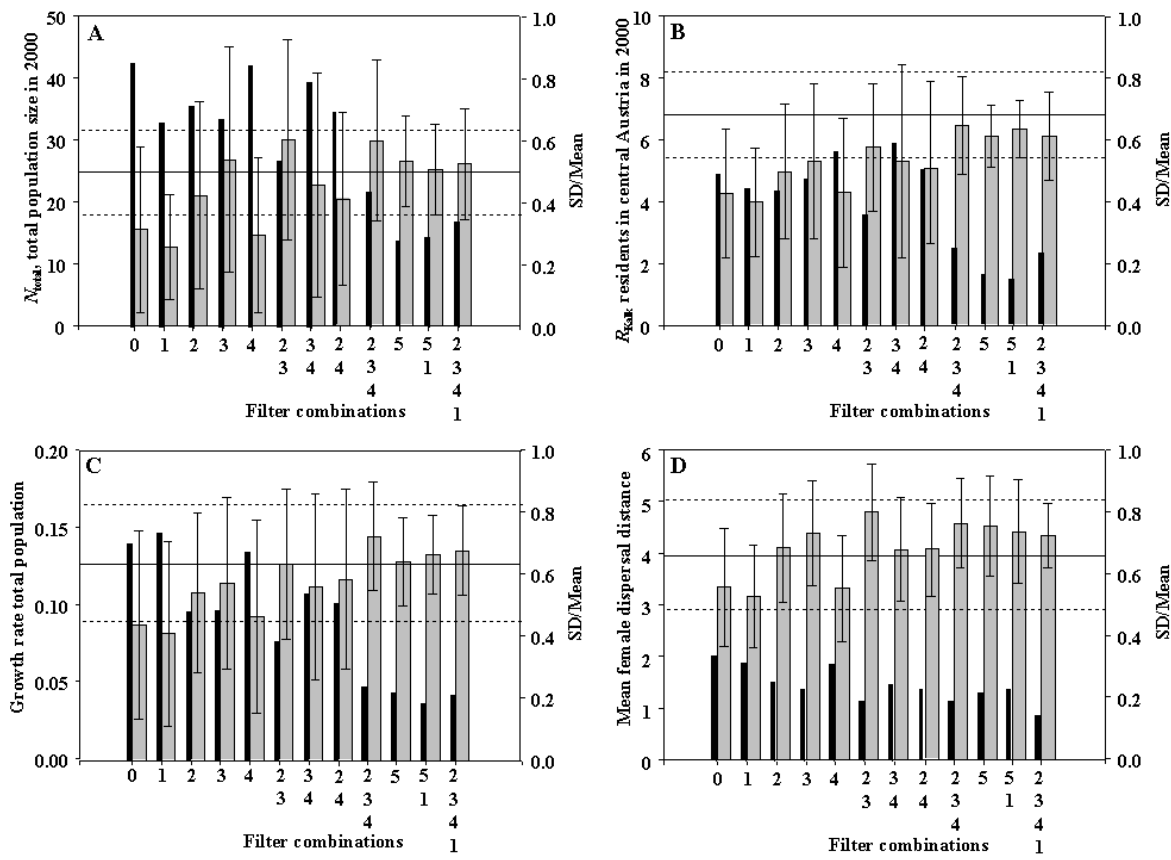 A
N_total, total population size in 2000
50
40
30
20
10
0
1.0
0.8
0.6
0.4
0.2
0.0
SD/Mean
0 1 2 3 4 2 3 2 2 5 5 2
3 4 4 3 1 3
4 4
1
Filter combinations
B
R_Kalk, residents in central Austria in 2000
10
8
6
4
2
0
1.0
0.8
0.6
0.4
0.2
0.0
SD/Mean
0 1 2 3 4 2 3 2 2 5 5 2
3 4 4 3 1 3
4 4
1
Filter combinations
C
Growth rate total population
0.20
0.15
0.10
0.05
0.00
1.0
0.8
0.6
0.4
0.2
0.0
SD/Mean
0 1 2 3 4 2 3 2 2 5 5 2
3 4 4 3 1 3
4 4
1
Filter combinations
D
Mean female dispersal distance
6
5
4
3
2
1
0
1.0
0.8
0.6
0.4
0.2
0.0
SD/Mean
0 1 2 3 4 2 3 2 2 5 5 2
3 4 4 3 1 3
4 4
1
Filter combinations